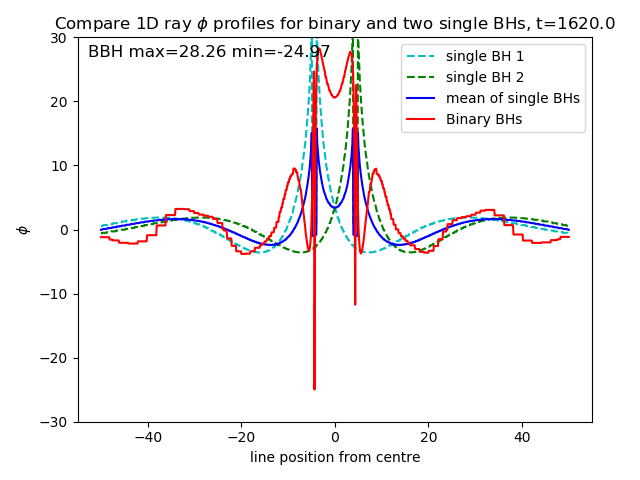 Compare 1D ray ϕ profiles for binary and two single BHs, t=1620.0
BBH max=28.26 min=-24.97
single BH 1
single BH 2
mean of single BHs
Binary BHs
30
20
10
0
−10
−20
−30
ϕ
−40
−20
0
20
40
line position from centre